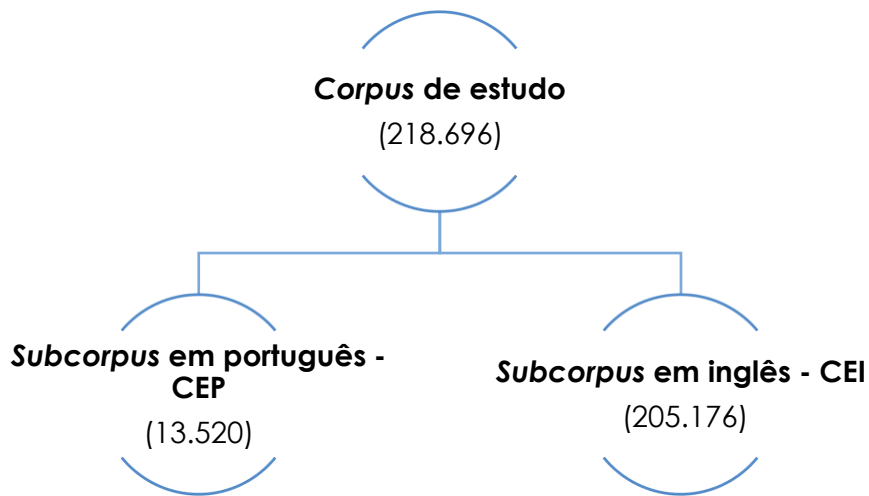 Corpus de estudo
(218.696)
Subcorpus em português -
CEP
(13.520)
Subcorpus em inglês - CEI
(205.176)